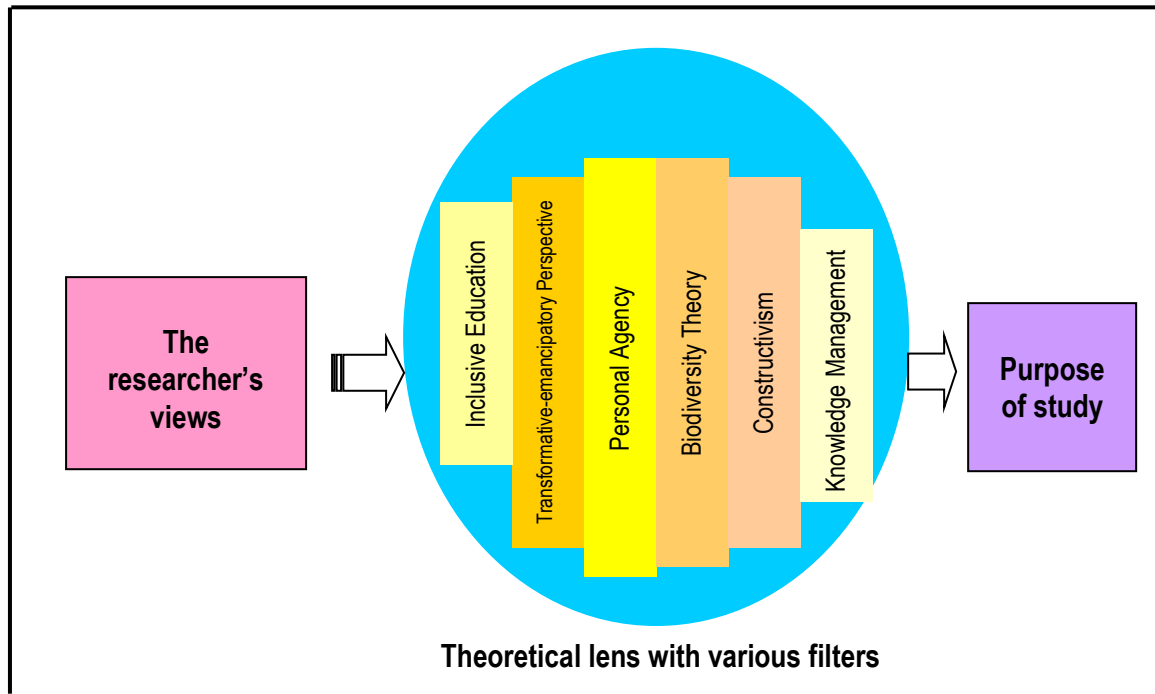 The
researcher’s
views
Inclusive Education
Transformative-emancipatory Perspective
Personal Agency
Biodiversity Theory
Constructivism
Knowledge Management
Purpose
of study
Theoretical lens with various filters